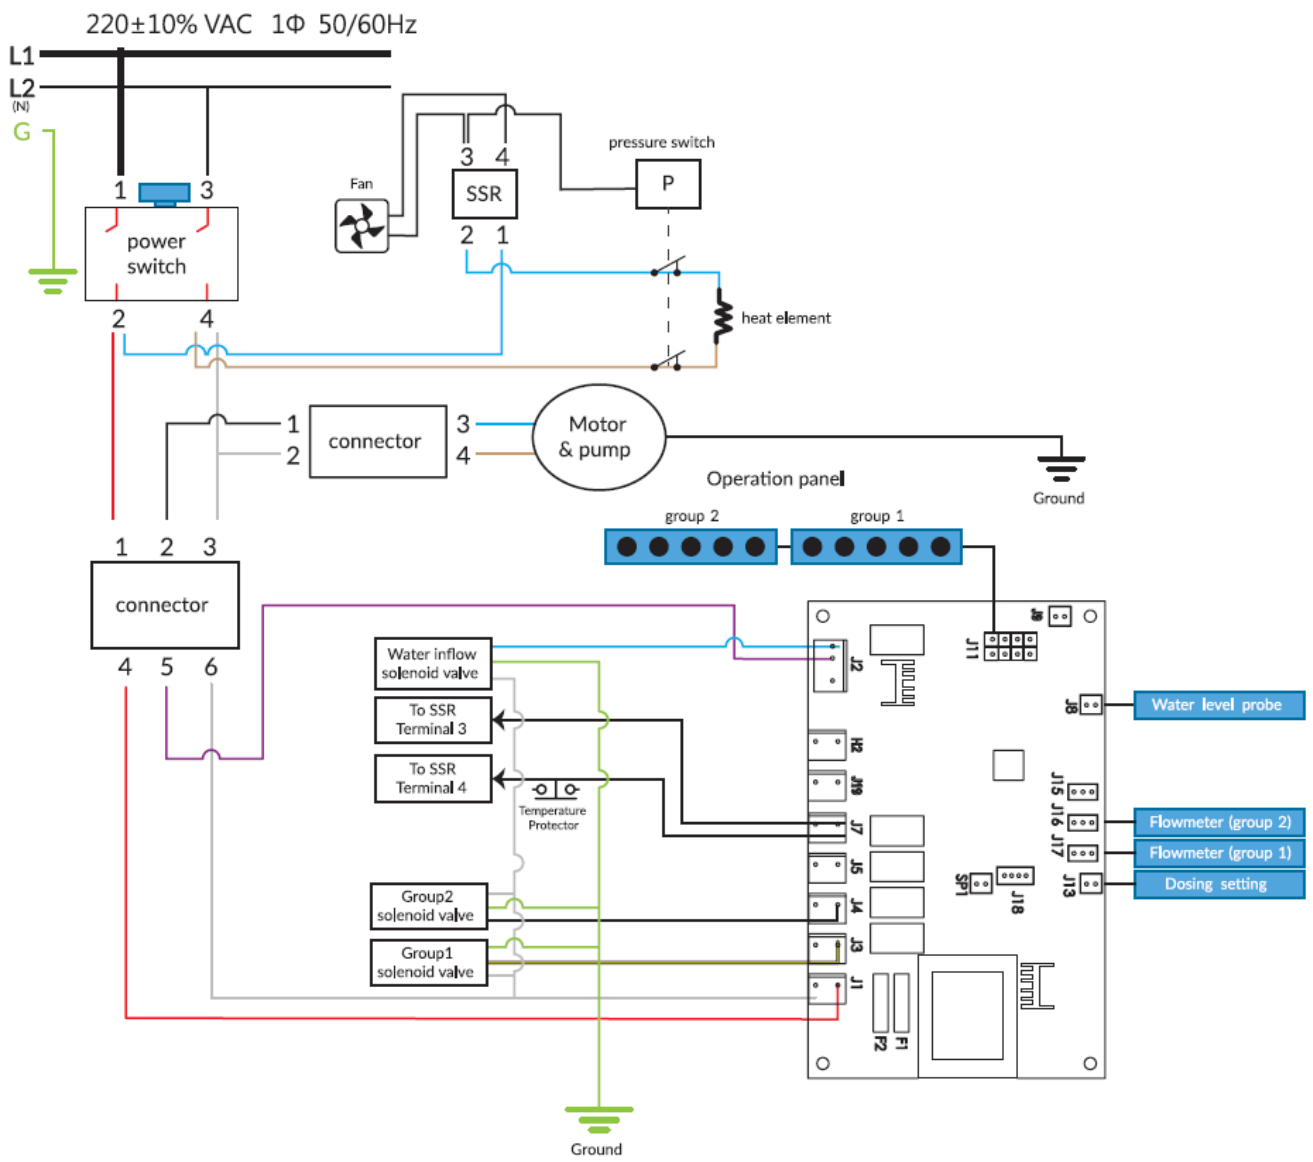 220±10% VAC 1Φ 50/60Hz
L1
L2
(N)
G
1
3
power
switch
2
4
Fan
3
4
SSR
2
1
pressure switch
P
heat element
1
2
connector
3
4
Motor
& pump
Ground
Operation panel
group 2
group 1
1
2
3
connector
4
5
6
Water inflow
solenoid valve
To SSR
Terminal 3
To SSR
Terminal 4
Temperature
Protector
Group2
solenoid valve
Group1
solenoid valve
Ground
J9
J11
J2
J8
H2
J19
J7
J5
J4
J3
J1
J15
J16
J17
J13
SP1
J18
F2
F1
Water level probe
Flowmeter (group 2)
Flowmeter (group 1)
Dosing setting